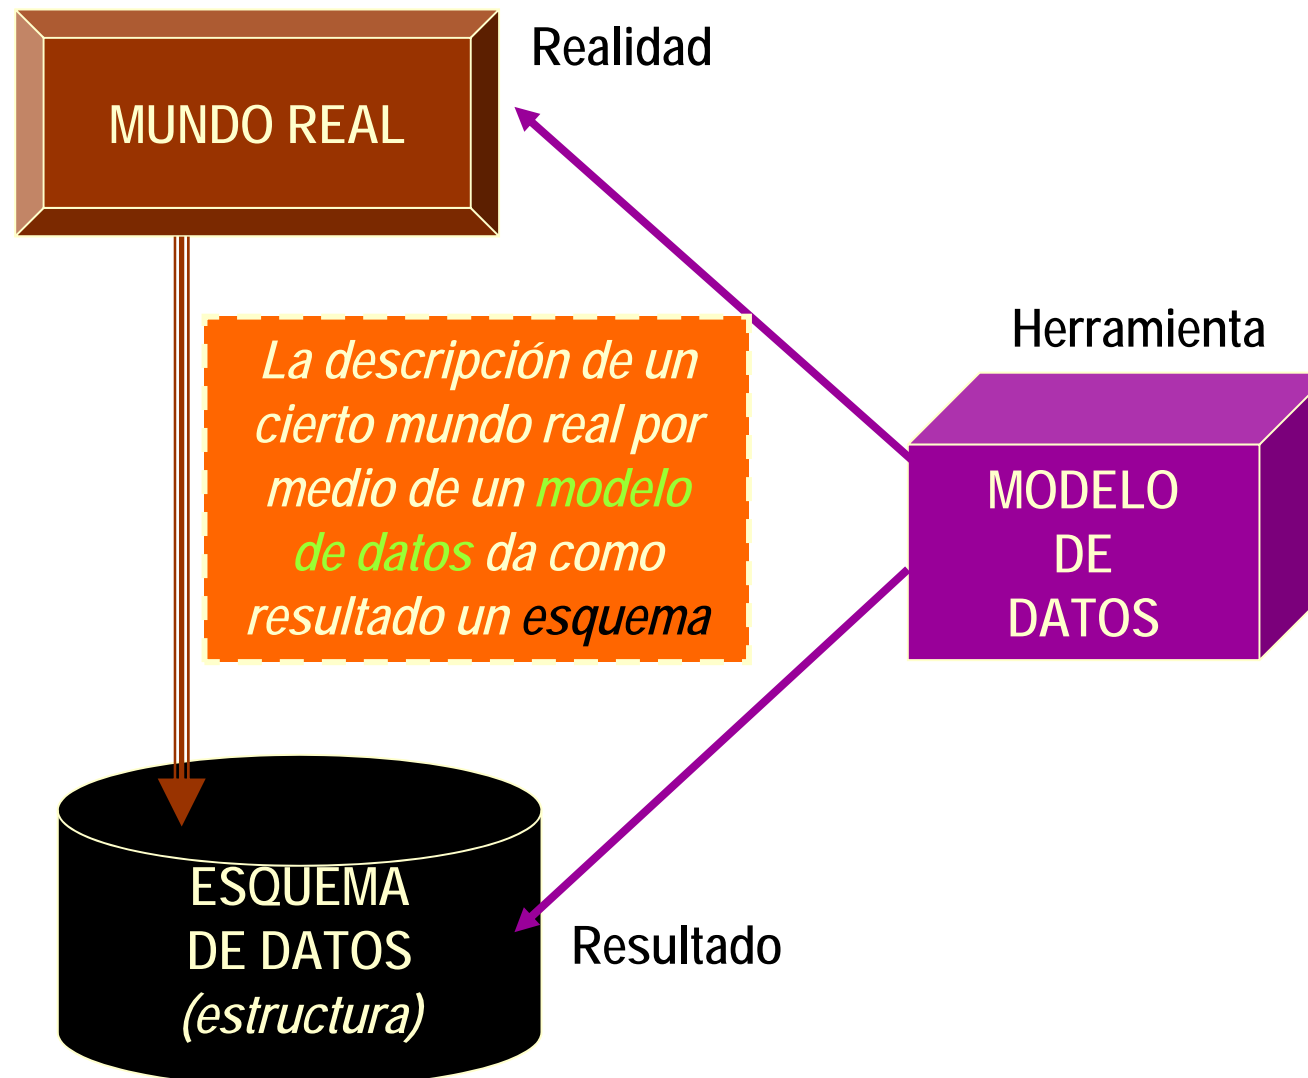 Realidad
MUNDO REAL
Herramienta
La descripción de un
cierto mundo real por
medio de un modelo
de datos da como
resultado un esquema
MODELO
DE
DATOS
ESQUEMA
DE DATOS
(estructura)
Resultado